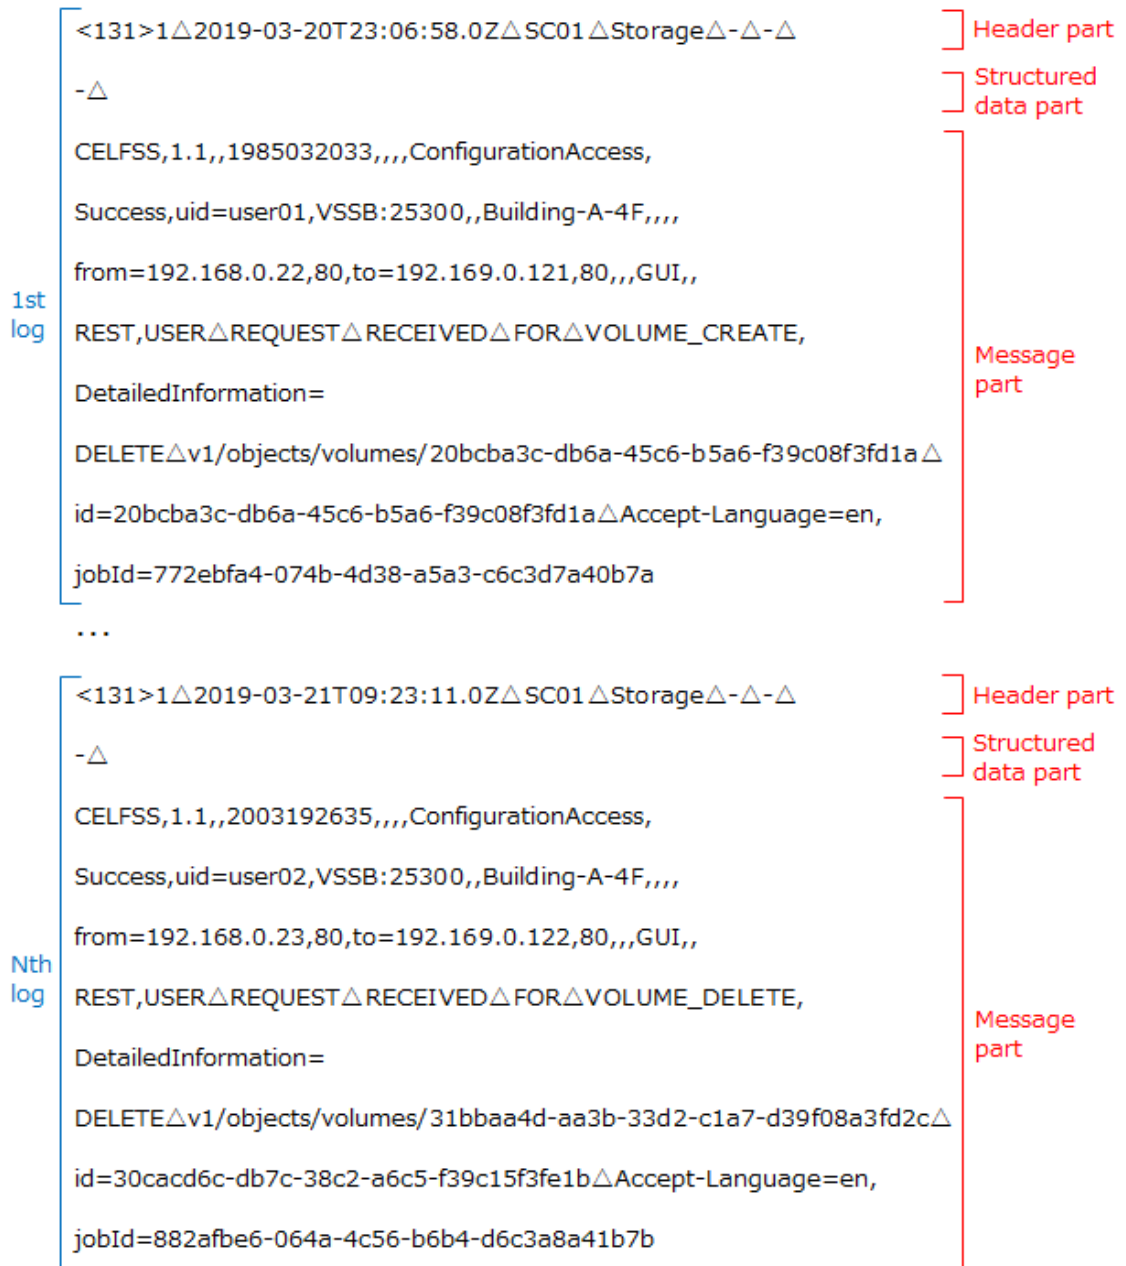 <131>1△2019-03-20T23:06:58.0Z△SC01△Storage△-△-△
Header part
-△
Structured
data part
CELFSS,1.1,,1985032033,,,,ConfigurationAccess,
Success,uid=user01,VSSB:25300,,Building-A-4F,,,,
from=192.168.0.22,80,to=192.169.0.121,80,,,GUI,,
1st
log
REST,USER△REQUEST△RECEIVED△FOR△VOLUME_CREATE,
Message
part
DetailedInformation=
DELETE△v1/objects/volumes/20bcba3c-db6a-45c6-b5a6-f39c08f3fd1a△
id=20bcba3c-db6a-45c6-b5a6-f39c08f3fd1a△Accept-Language=en,
jobId=772ebfa4-074b-4d38-a5a3-c6c3d7a40b7a
...
<131>1△2019-03-21T09:23:11.0Z△SC01△Storage△-△-△
Header part
-△
Structured
data part
CELFSS,1.1,,2003192635,,,,ConfigurationAccess,
Success,uid=user02,VSSB:25300,,Building-A-4F,,,,
from=192.168.0.23,80,to=192.169.0.122,80,,,GUI,,
Nth
log
REST,USER△REQUEST△RECEIVED△FOR△VOLUME_DELETE,
Message
part
DetailedInformation=
DELETE△v1/objects/volumes/31bbaa4d-aa3b-33d2-c1a7-d39f08a3fd2c△
id=30cacd6c-db7c-38c2-a6c5-f39c15f3fe1b△Accept-Language=en,
jobId=882afbe6-064a-4c56-b6b4-d6c3a8a41b7b